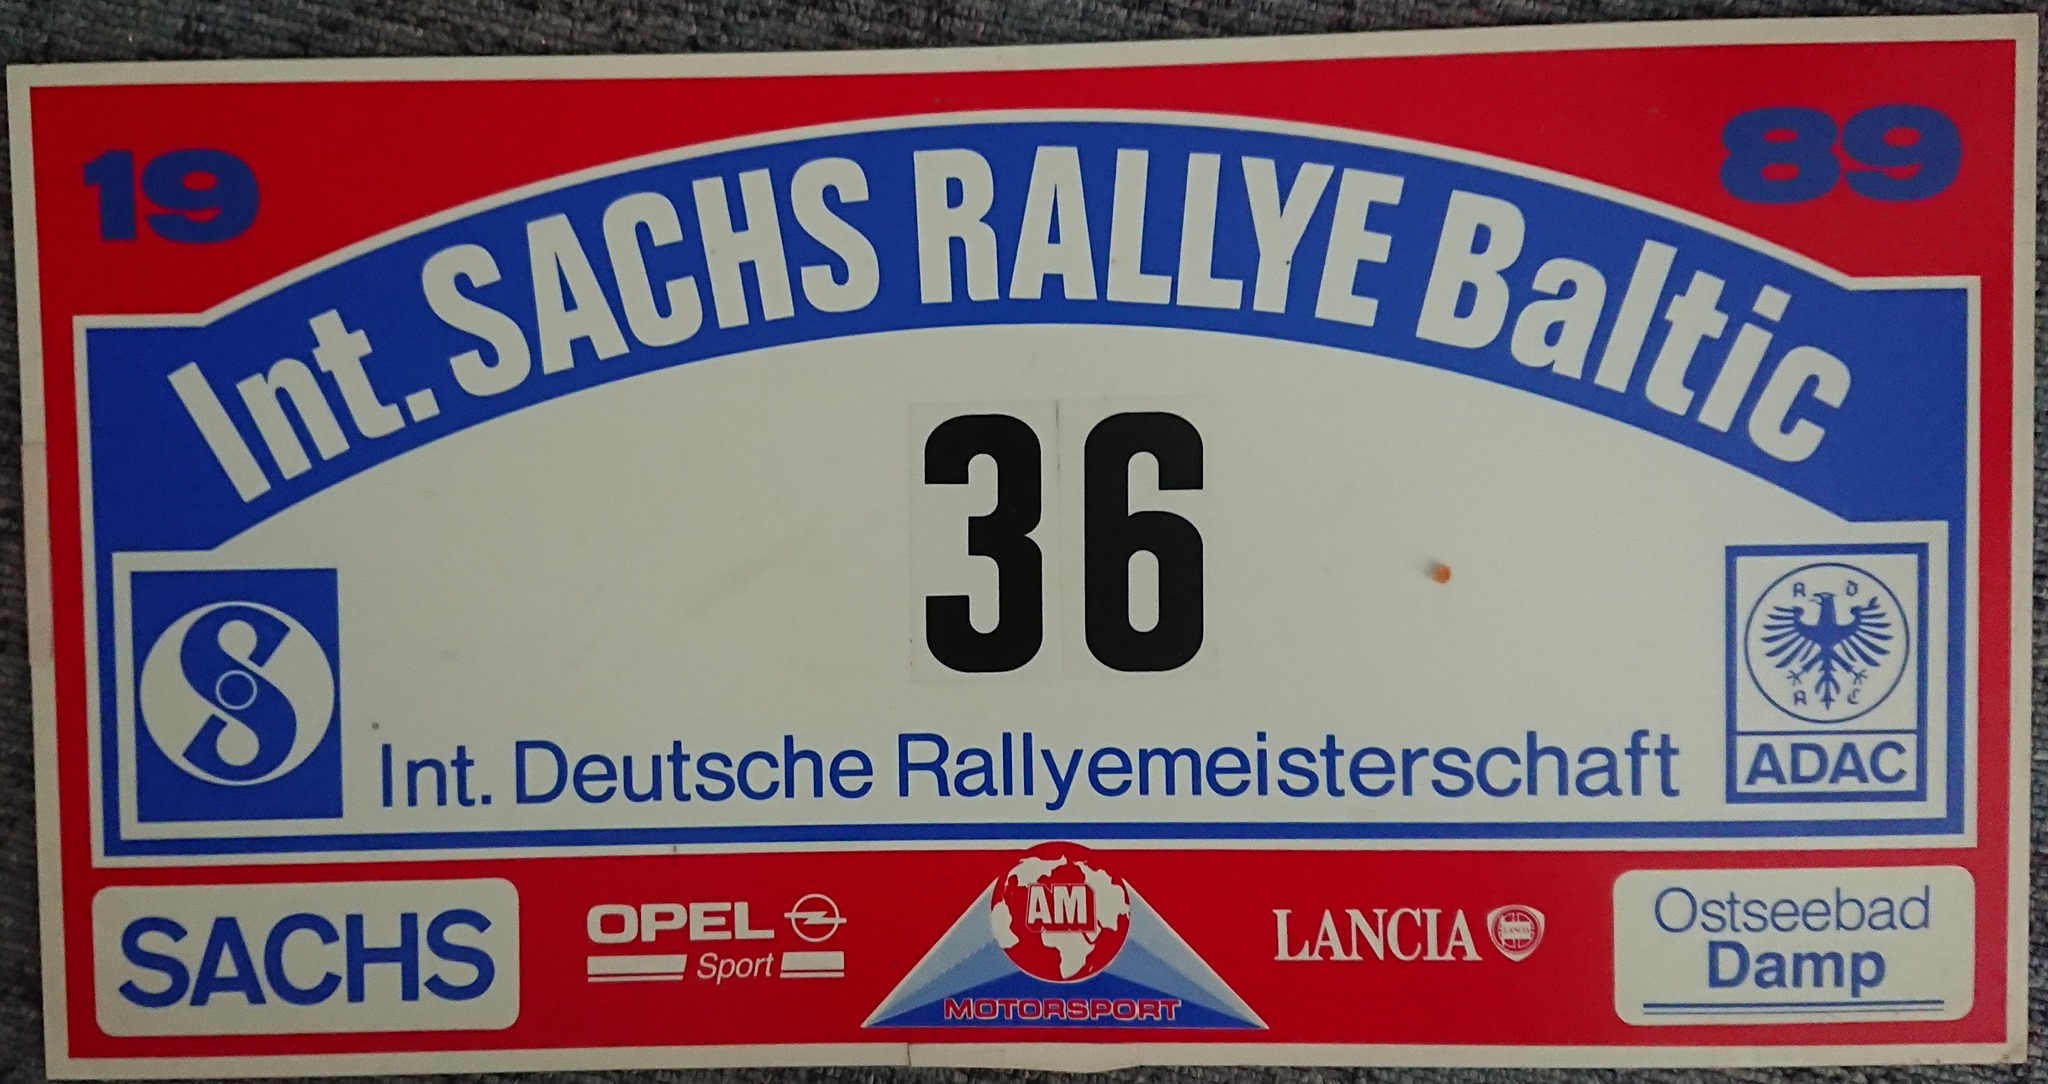 19 89
Int. SACHS RALLYE Baltic
36
Int. Deutsche Rallyemeisterschaft
A D
A C
ADAC
SACHS
OPEL
Sport
AM
MOTORSPORT
LANCIA
LANCIA
Ostseebad
Damp